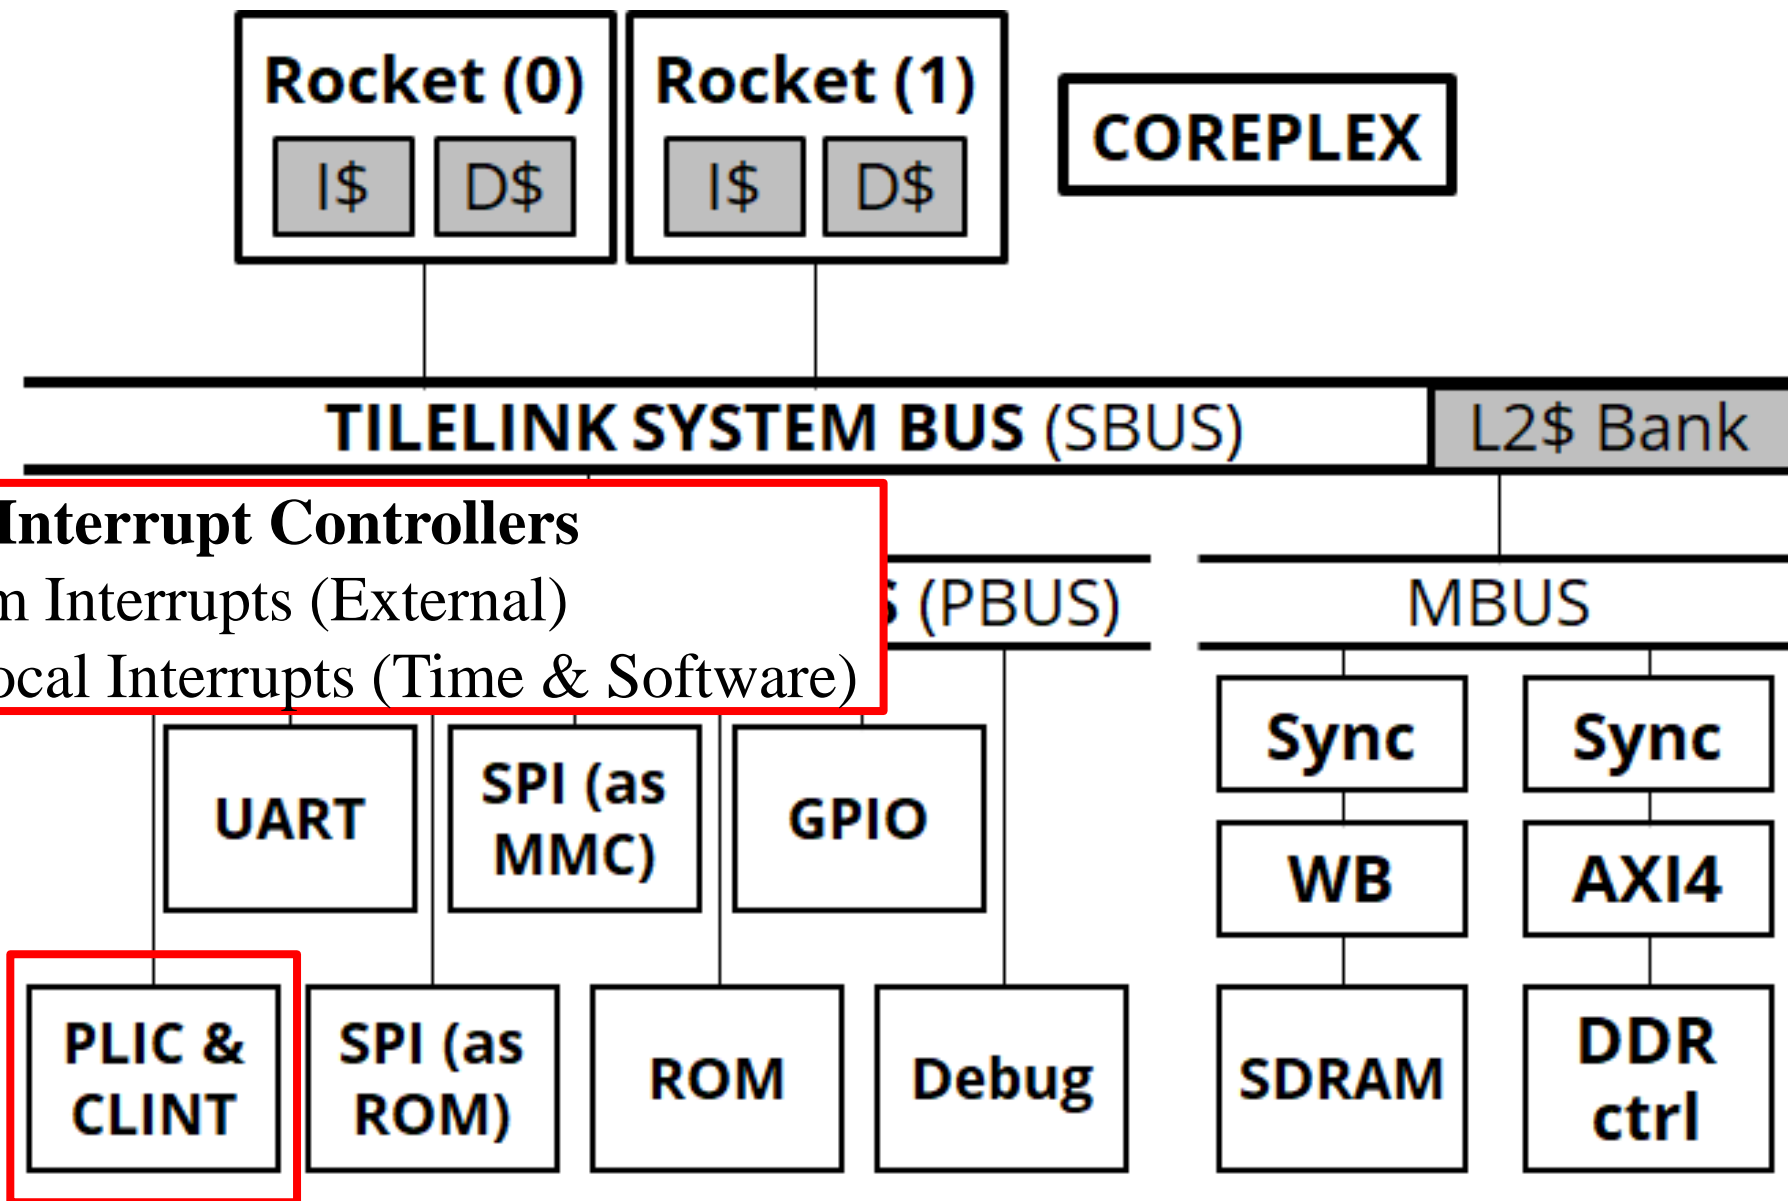 Rocket (0)
Rocket (1)
I$
D$
I$
D$
COREPLEX
TILELINK SYSTEM BUS (SBUS)
L2$ Bank
Interrupt Controllers
Interrupts (External)
Interrupts (Time & Software)
(PBUS)
MBUS
UART
SPI (as
MMC)
GPIO
Sync
Sync
WB
AXI4
PLIC &
CLINT
SPI (as
ROM)
ROM
Debug
SDRAM
DDR
ctrl